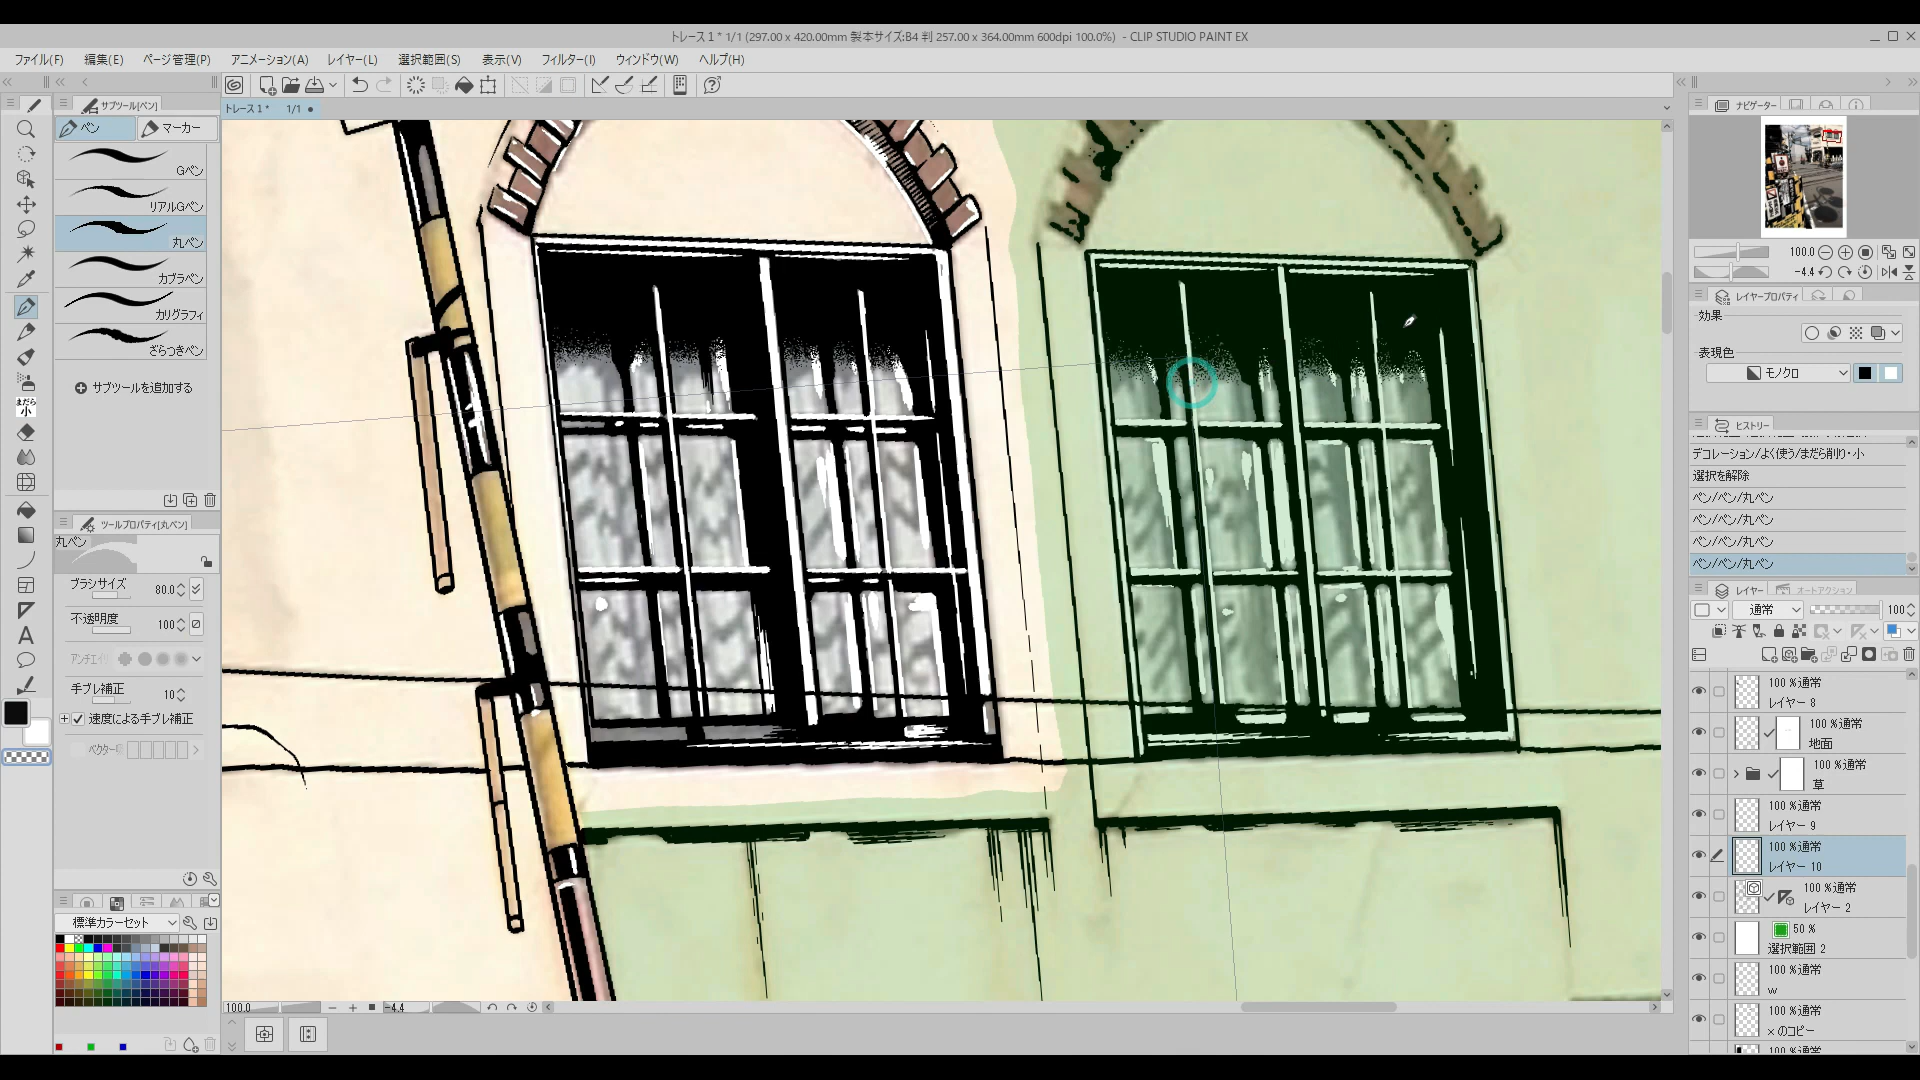 トレース１* 1/1 (297.00 x 420.00mm 製本サイズ:B4 判 257.00 x 364.00mm 600dpi 100.0%) - CLIP STUDIO PAINT EX
ファイル(F) 編集(E) ページ管理(P) アニメーション(A) レイヤー(L) 選択範囲(S) 表示(V) フィルター(I) ウィンドウ(W) ヘルプ(H)
サブツール[ペン]
トレース１* 1/1
ナビゲーター
ペン
マーカー
Gペン
リアルGペン
丸ペン
カブラペン
カリグラフィ
ざらつきペン
サブツールを追加する
まだら
小
ツールプロパティ[丸ペン]
丸ペン
ブラシサイズ 80.0
不透明度 100
手ブレ補正 10
速度による手ブレ補正
標準カラーセット
100.0
-4.4
100.0
-4.4
レイヤープロパティ
効果
表現色
モノクロ
ヒストリー
デコレーション/よく使う/まだら削り・小
選択を解除
ペン/ペン/丸ペン
ペン/ペン/丸ペン
ペン/ペン/丸ペン
ペン/ペン/丸ペン
レイヤー
オートアクション
通常 100
100 %通常
レイヤー 8
100 %通常
地面
100 %通常
草
100 %通常
レイヤー 9
100 %通常
レイヤー 10
100 %通常
レイヤー 2
50 %
選択範囲 2
100 %通常
w
100 %通常
× のコピー
100 %通常